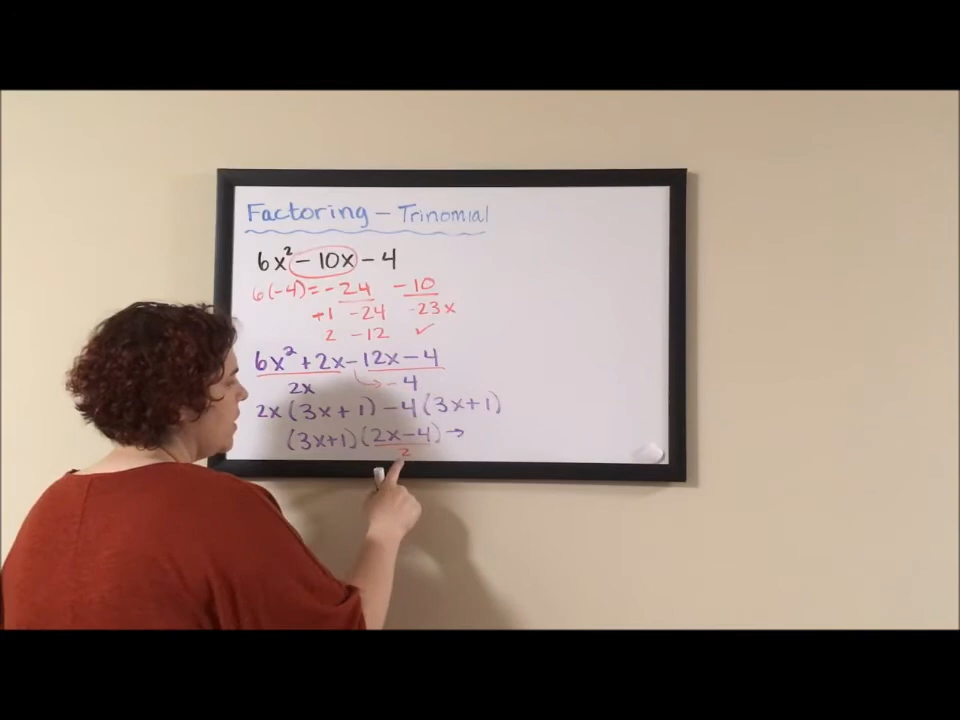 Factoring - Trinomial
6x² - 10x - 4
6(-4) = -24 -10
+1 -24 -23x
2 -12 ✓
6x² + 2x - 12x - 4
2x → - 4
2x (3x + 1) - 4 (3x + 1)
(3x+1) (2x - 4) →
2